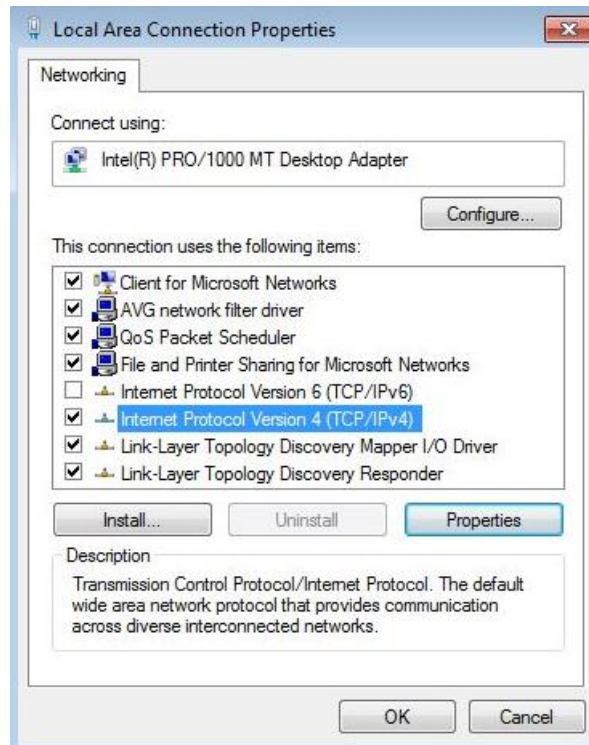 Local Area Connection Properties
Networking
Connect using:
Intel(R) PRO/1000 MT Desktop Adapter
Configure...
This connection uses the following items:
Client for Microsoft Networks
AVG network filter driver
QoS Packet Scheduler
File and Printer Sharing for Microsoft Networks
Internet Protocol Version 6 (TCP/IPv6)
Internet Protocol Version 4 (TCP/IPv4)
Link-Layer Topology Discovery Mapper I/O Driver
Link-Layer Topology Discovery Responder
Install... Uninstall Properties
Description
Transmission Control Protocol/Internet Protocol. The default
wide area network protocol that provides communication
across diverse interconnected networks.
OK Cancel